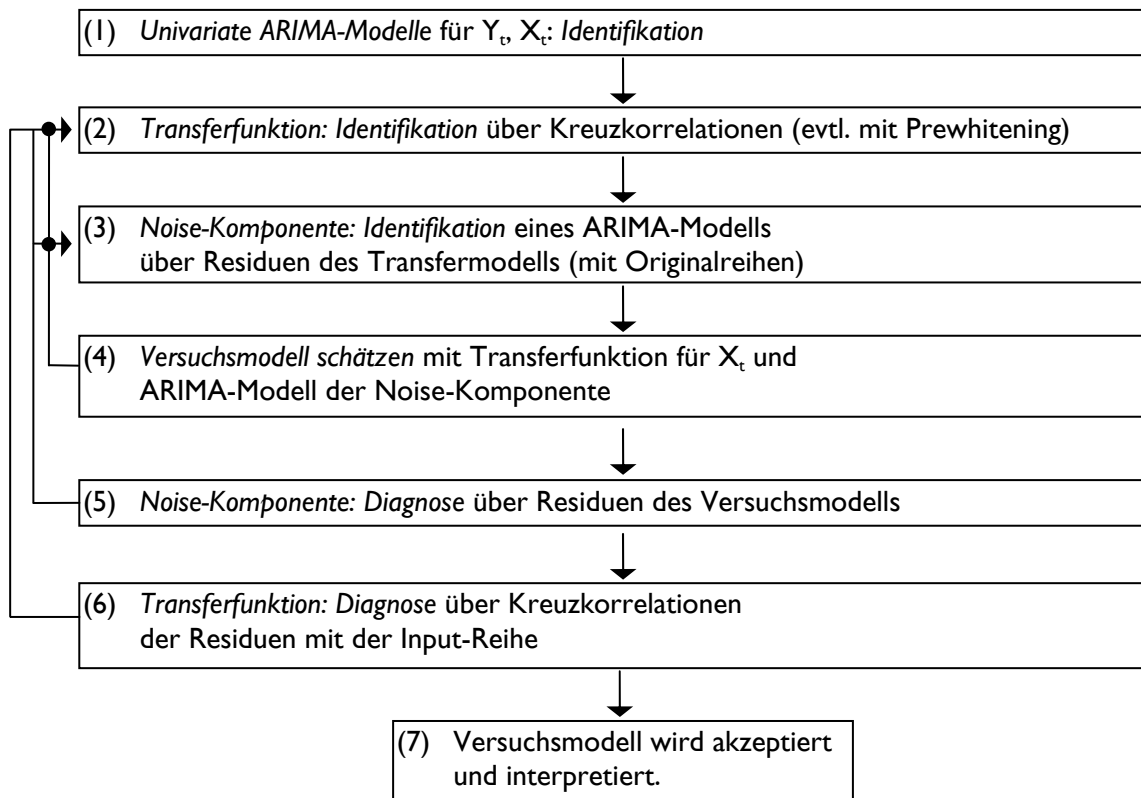 (1) Univariate ARIMA-Modelle für Yt, Xt: Identifikation
(2) Transferfunktion: Identifikation über Kreuzkorrelationen (evtl. mit Prewhitening)
(3) Noise-Komponente: Identifikation eines ARIMA-Modells
über Residuen des Transfermodells (mit Originalreihen)
(4) Versuchsmodell schätzen mit Transferfunktion für Xt und
ARIMA-Modell der Noise-Komponente
(5) Noise-Komponente: Diagnose über Residuen des Versuchsmodells
(6) Transferfunktion: Diagnose über Kreuzkorrelationen
der Residuen mit der Input-Reihe
(7) Versuchsmodell wird akzeptiert
und interpretiert.